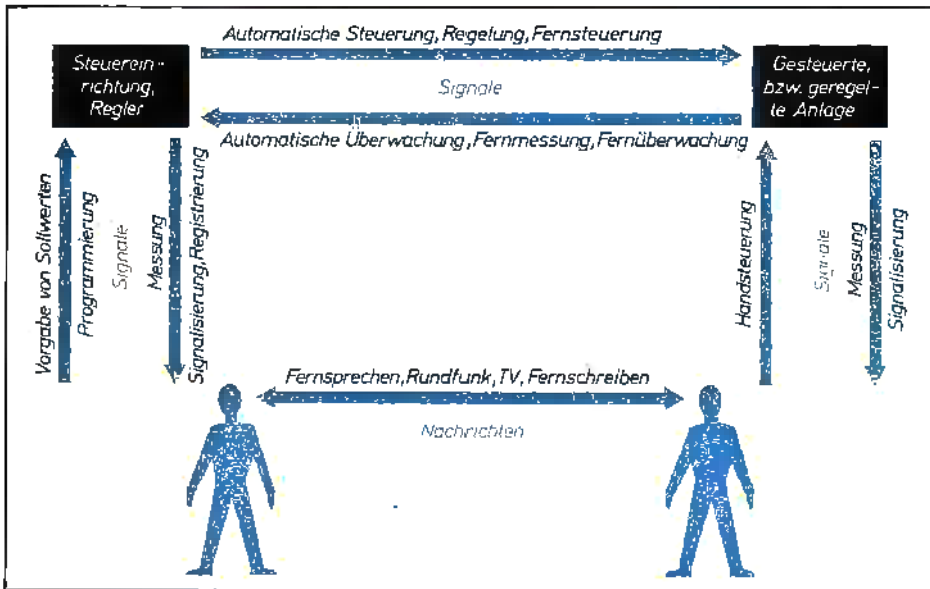 Automatische Steuerung, Regelung, Fernsteuerung
Steuerein-
richtung,
Regler
Signale
Gesteuerte,
bzw. geregel-
te Anlage
Automatische Überwachung, Fernmessung, Fernüberwachung
Vorgabe von Sollwerten
Programmierung
Signale
Messung
Signalisierung, Registrierung
Handsteuerung
Signale
Messung
Signalisierung
Fernsprechen, Rundfunk, TV, Fernschreiben
Nachrichten